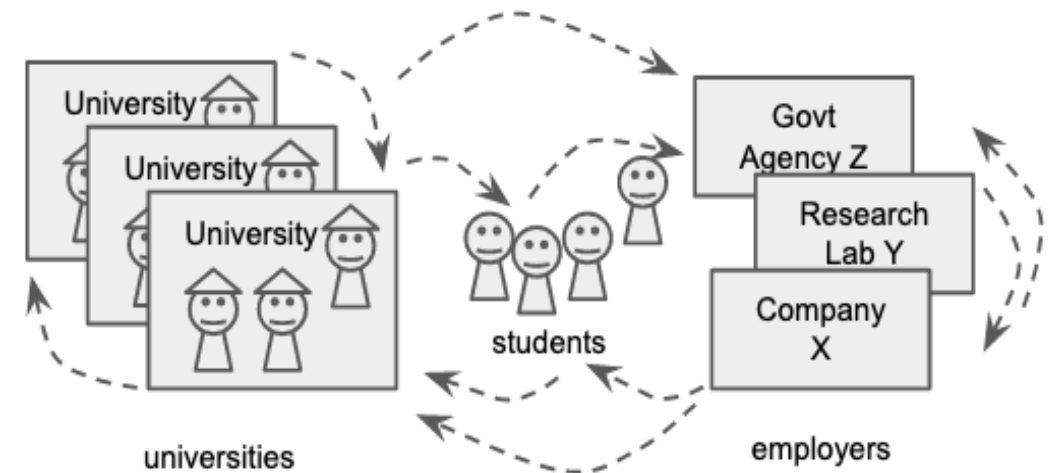 University
University
University
universities
students
Govt
Agency Z
Research
Lab Y
Company
X
employers